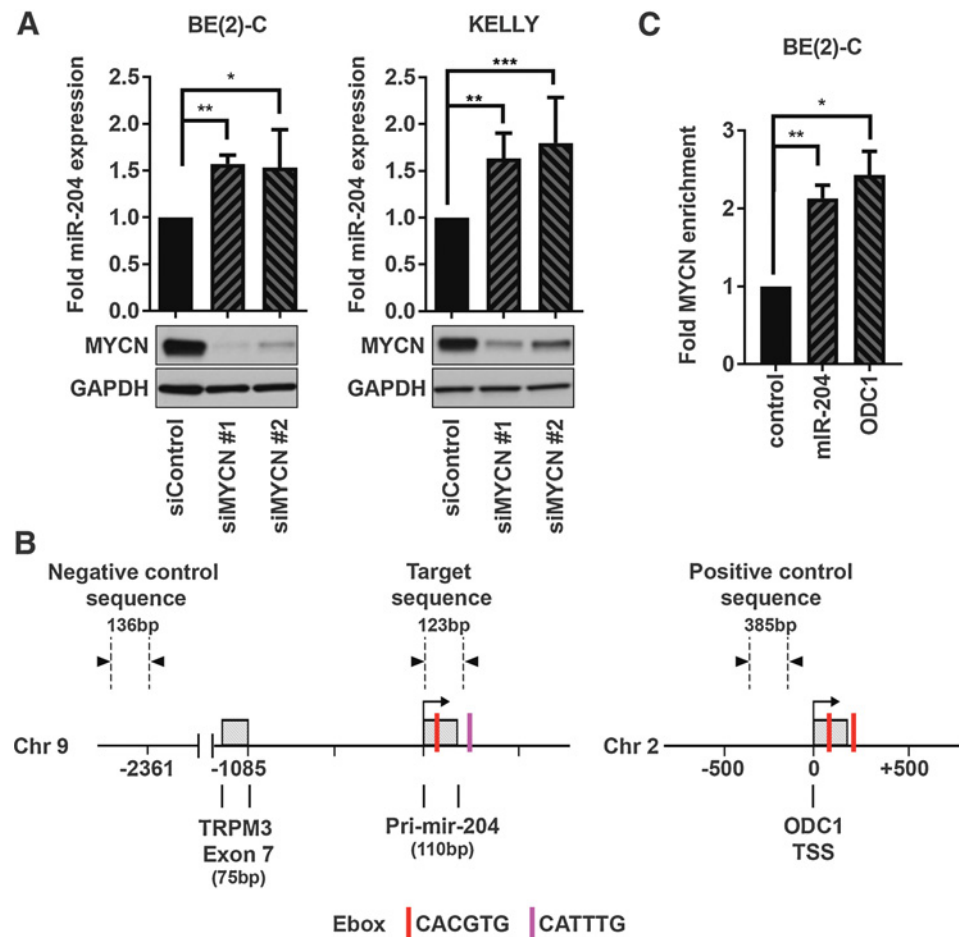 A
BE(2)-C
Fold miR-204 expression
2.5
2.0
1.5
1.0
0.5
0.0
*
**
MYCN
GAPDH
siControl
siMYCN #1
siMYCN #2
KELLY
Fold miR-204 expression
2.5
2.0
1.5
1.0
0.5
0.0
***
**
MYCN
GAPDH
siControl
siMYCN #1
siMYCN #2
C
BE(2)-C
Fold MYCN enrichment
3
2
1
0
*
**
control
mIR-204
ODC1
B
Negative control
sequence
136bp
Target
sequence
123bp
Positive control
sequence
385bp
Chr 9
-2361
-1085
TRPM3
Exon 7
(75bp)
Pri-mir-204
(110bp)
Chr 2
-500
0
+500
ODC1
TSS
Ebox
CACGTG
CATTTG